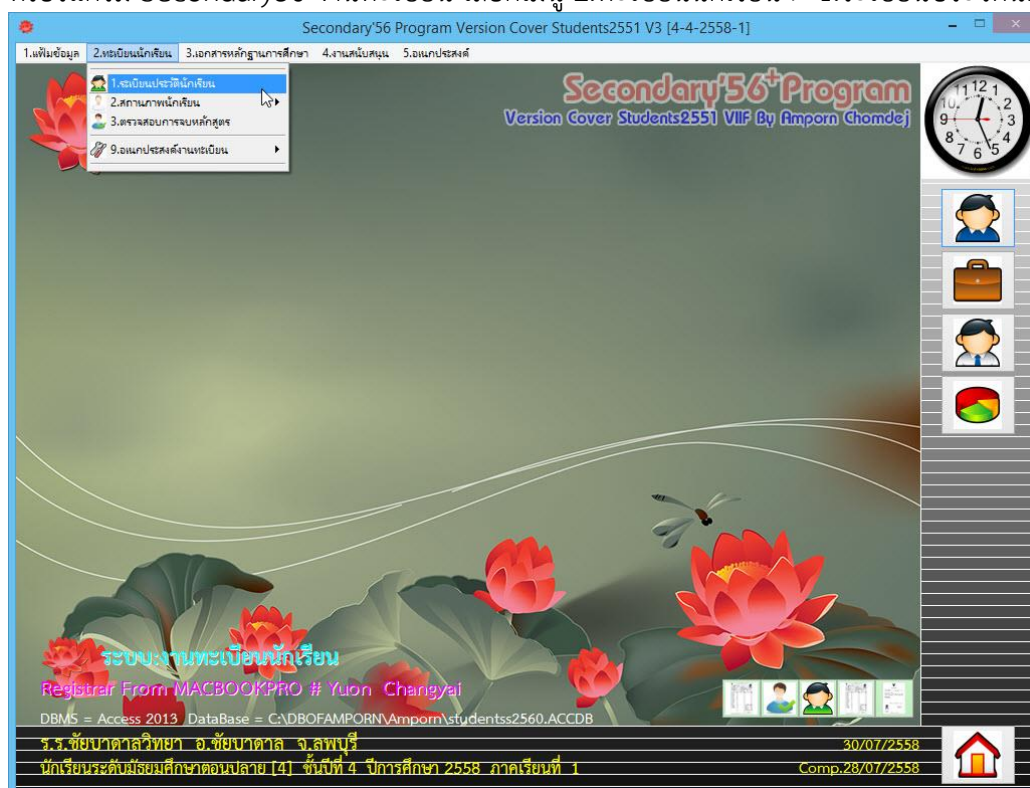 Secondary'56 Program Version Cover Students2551 V3 [4-4-2558-1]
1.แฟ้มข้อมูล 2.ทะเบียนนักเรียน 3.เอกสารหลักฐานการศึกษา 4.งานสนับสนุน 5.อเนกประสงค์
1.ระเบียนประวัตินักเรียน
2.สถานภาพนักเรียน
3.ตรวจสอบการจบหลักสูตร
9.อเนกประสงค์งานทะเบียน
Secondary'56+Program
Version Cover Students2551 VIIF By Amporn Chomdej
10 11 12 1 2 3 4 5 6 7 8 9
ระบบ:งานทะเบียนนักเรียน
Registrar From MACBOOKPRO # Yuon Changyai
DBMS = Access 2013 DataBase = C:\DBOFAMPORN\Amporn\studentss2560.ACCDB
ร.ร.ชัยบาดาลวิทยา อ.ชัยบาดาล จ.ลพบุรี 30/07/2558
นักเรียนระดับมัธยมศึกษาตอนปลาย [4] ชั้นปีที่ 4 ปีการศึกษา 2558 ภาคเรียนที่ 1 Comp.28/07/2558